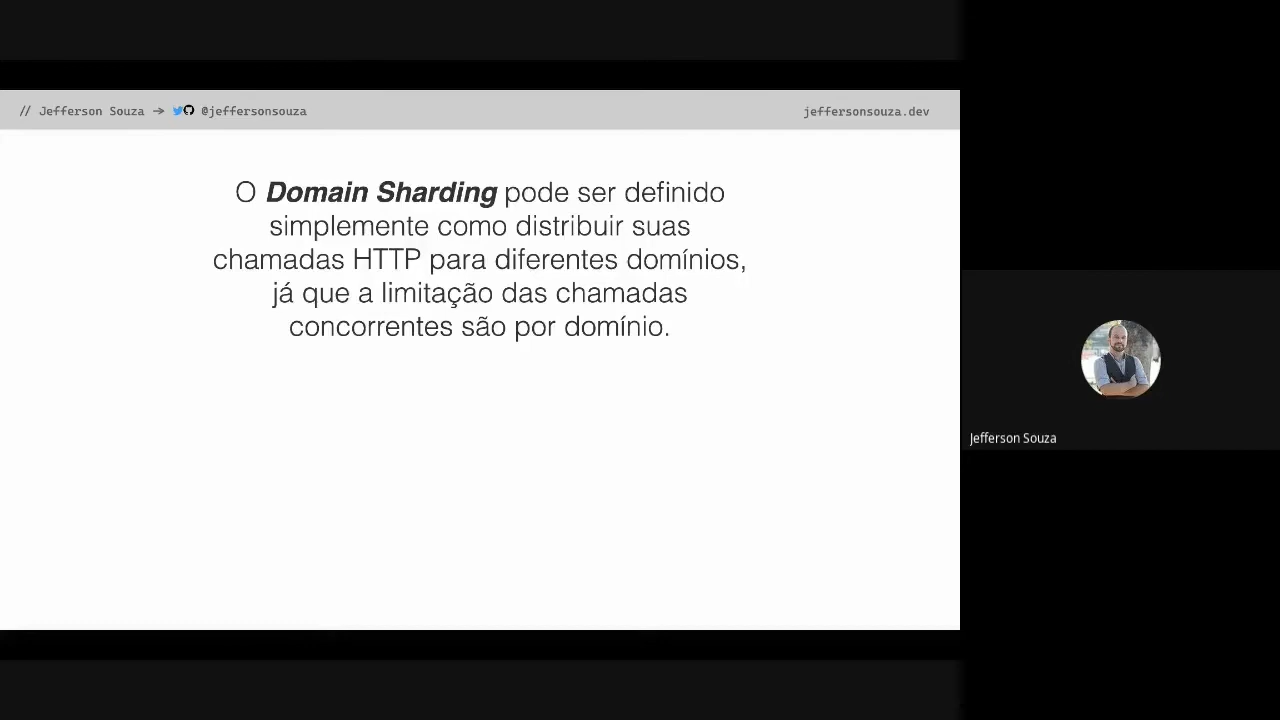 // Jefferson Souza → @jeffersonsouza
jeffersonsouza.dev
O Domain Sharding pode ser definido
simplemente como distribuir suas
chamadas HTTP para diferentes domínios,
já que a limitação das chamadas
concorrentes são por domínio.
Jefferson Souza